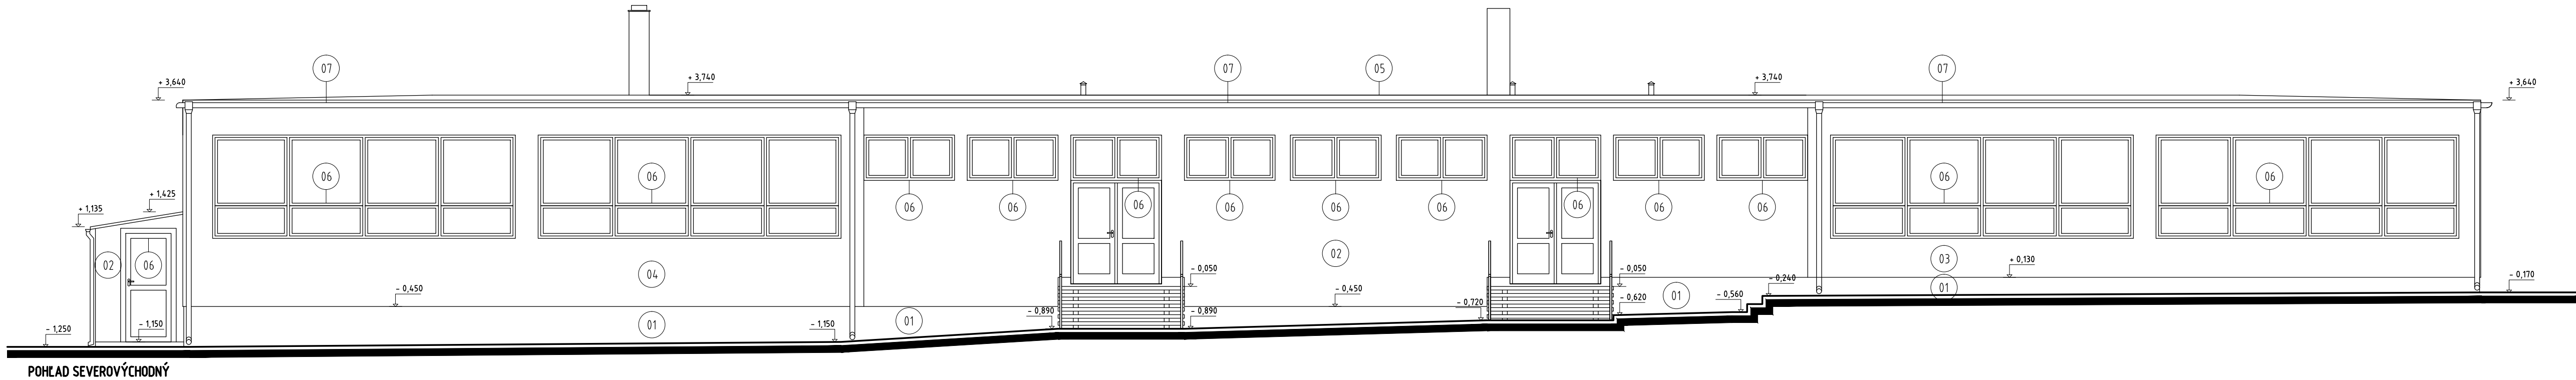 07 07 05 07
+ 3,640 + 3,740 + 3,740 + 3,640
06 06 06 06
+ 1,425
+ 1,135
06 06 06 06 06 06 06 06 06
02 06 04 02 03
- 0,050 - 0,050 + 0,130
- 0,240 - 0,170
- 0,450 - 0,450 01 01
- 0,720 - 0,620 - 0,560
- 0,890 - 0,890
- 1,250 - 1,150 01 - 1,150 01
POHĽAD SEVEROVÝCHODNÝ